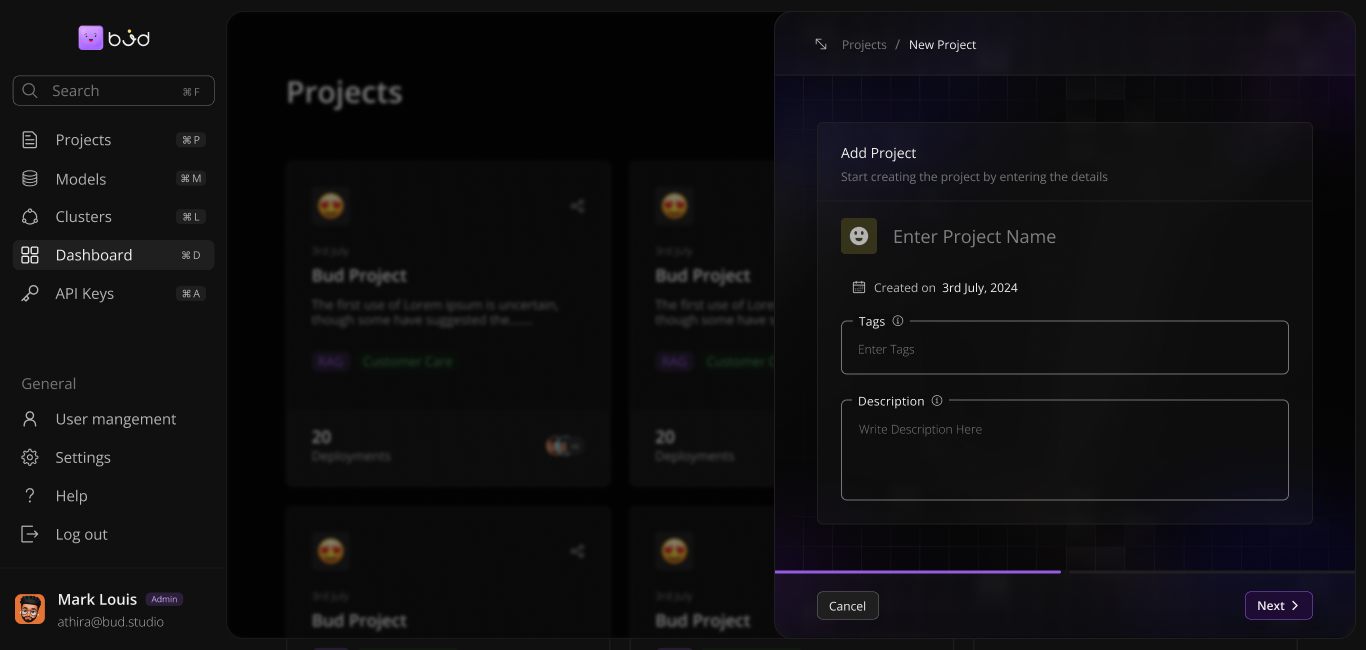 bud
Search ⌘ F
Projects ⌘ P
Models ⌘ M
Clusters ⌘ L
Dashboard ⌘ D
API Keys ⌘ A
General
User mangement
Settings
Help
Log out
Mark Louis Admin
athira@bud.studio
Projects
3rd July
Bud Project
The first use of Lorem ipsum is uncertain,
though some have suggested the.......
RAG Customer Care
20
Deployments
3rd July
Bud Project
The first use of Lore
though some have s
RAG Customer C
20
Deployments
3rd July
Bud Project
3rd July
Bud Project
Projects / New Project
Add Project
Start creating the project by entering the details
Enter Project Name
Created on 3rd July, 2024
Tags
Enter Tags
Description
Write Description Here
Cancel
Next